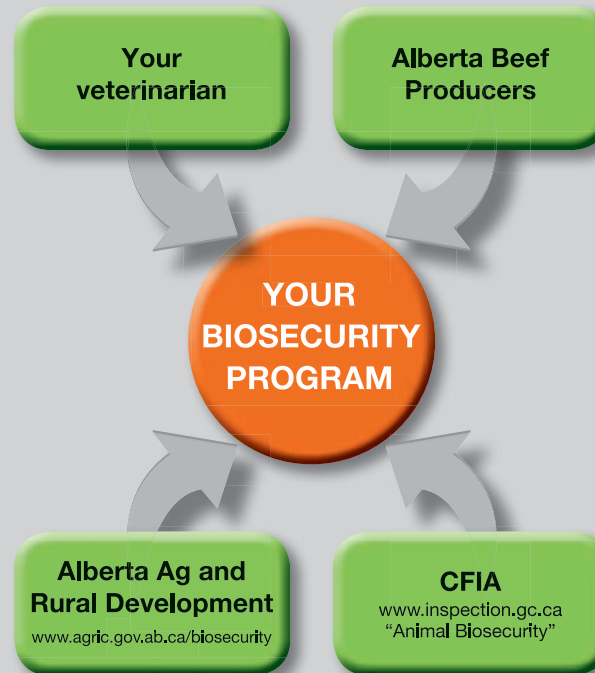 Your
veterinarian
Alberta Beef
Producers
YOUR
BIOSECURITY
PROGRAM
Alberta Ag and
Rural Development
www.agric.gov.ab.ca/biosecurity
CFIA
www.inspection.gc.ca
“Animal Biosecurity”